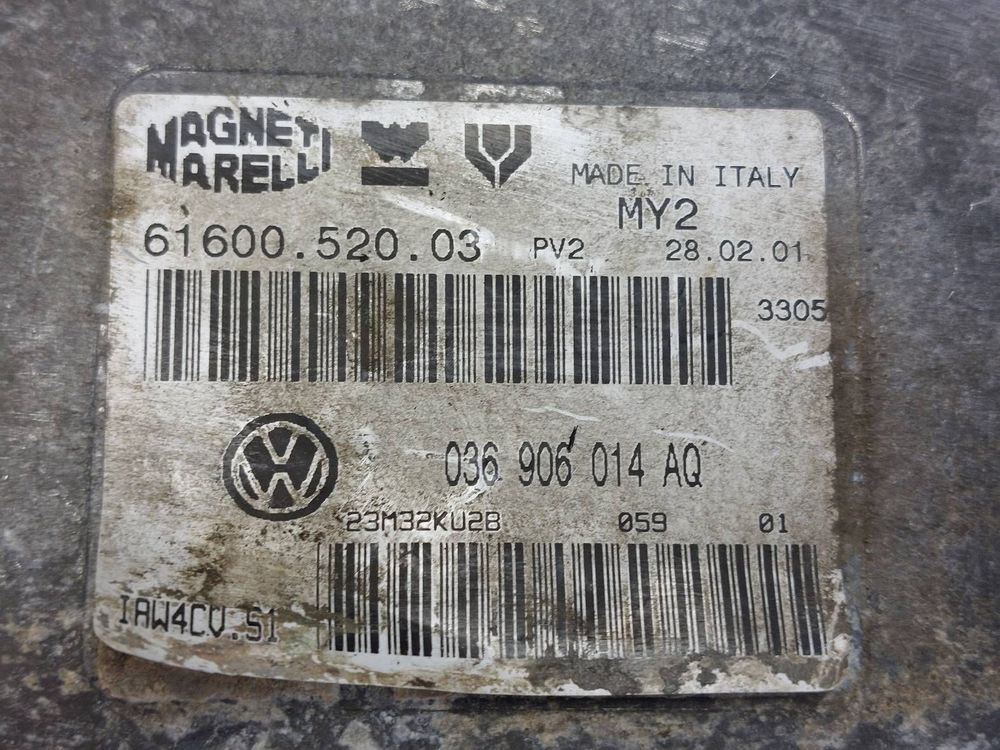 MAGNETI
MARELLI
MADE IN ITALY
MY2
61600.520.03 PV2 28.02.01
3305
036 906 014 AQ
23M32KU2B 059 01
IAW4CV.S1